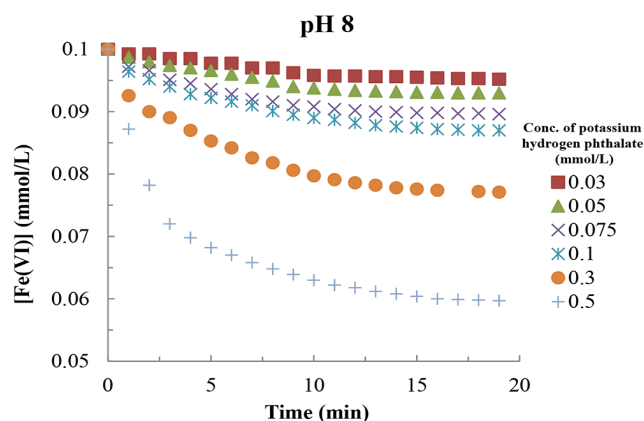 pH 8
[Fe(VI)] (mmol/L)
0.1
0.09
0.08
0.07
0.06
0.05
0
5
10
15
20
Time (min)
Conc. of potassium
hydrogen phthalate
(mmol/L)
0.03
0.05
0.075
0.1
0.3
0.5